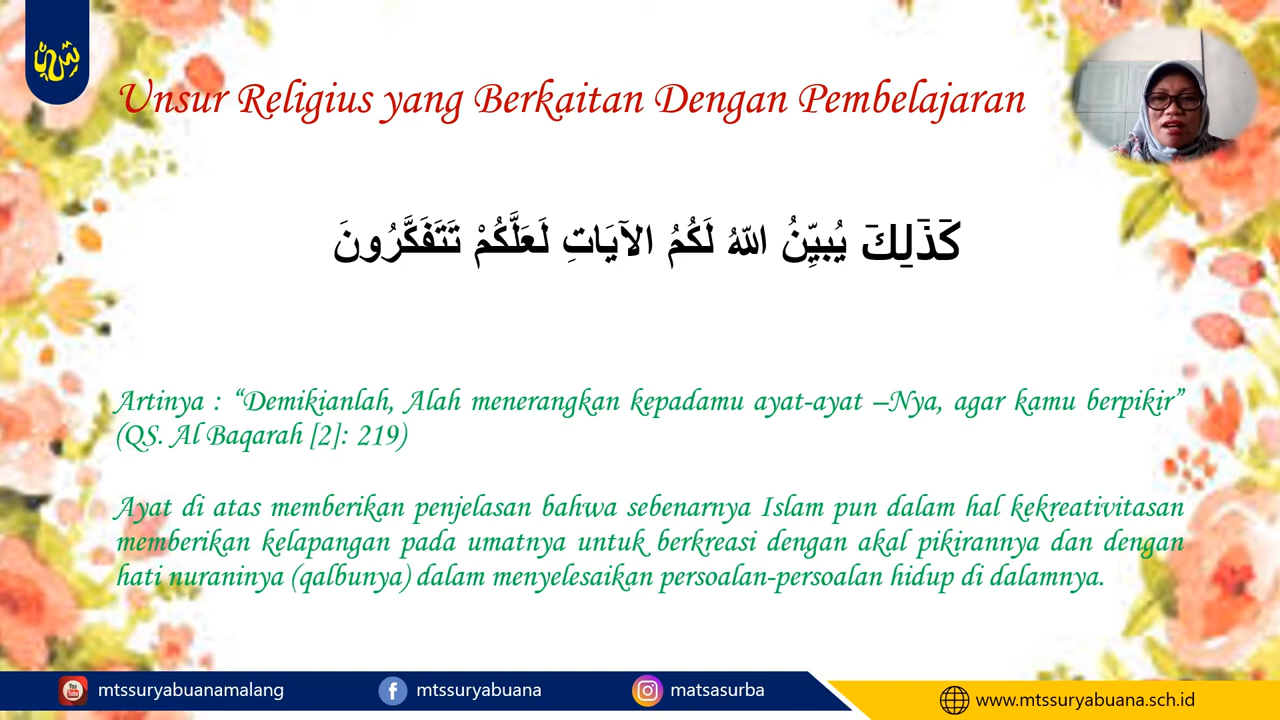 Unsur Religius yang Berkaitan Dengan Pembelajaran
كَذَٰلِكَ يُبيِّنُ اللّهُ لَكُمُ الآيَاتِ لَعَلَّكُمْ تَتَفَكَّرُونَ
Artinya : “Demikianlah, Alah menerangkan kepadamu ayat-ayat –Nya, agar kamu berpikir”
(QS. Al Baqarah [2]: 219)
Ayat di atas memberikan penjelasan bahwa sebenarnya Islam pun dalam hal kekreativitasan
memberikan kelapangan pada umatnya untuk berkreasi dengan akal pikirannya dan dengan
hati nuraninya (qalbunya) dalam menyelesaikan persoalan-persoalan hidup di dalamnya.
mtssuryabuanamalang
mtssuryabuana
matsasurba
www.mtssuryabuana.sch.id